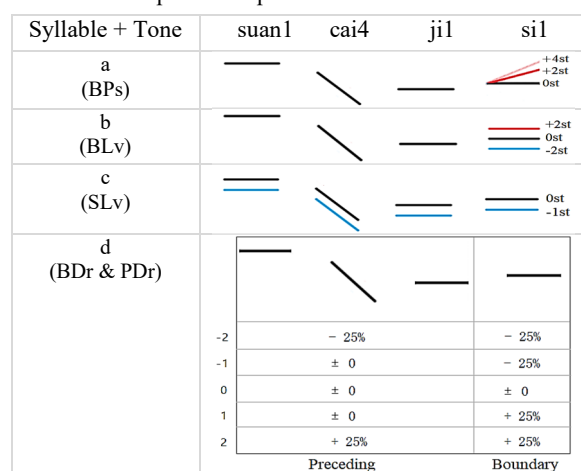 Syllable + Tone suan1 cai4 ji1 si1
a
(BPs)
+4st
+2st
0st
b
(BLv)
+2st
0st
-2st
c
(SLv)
0st
-1st
d
(BDr & PDr)
-2 - 25% - 25%
-1 ± 0 - 25%
0 ± 0 ± 0
1 ± 0 + 25%
2 + 25% + 25%
Preceding Boundary